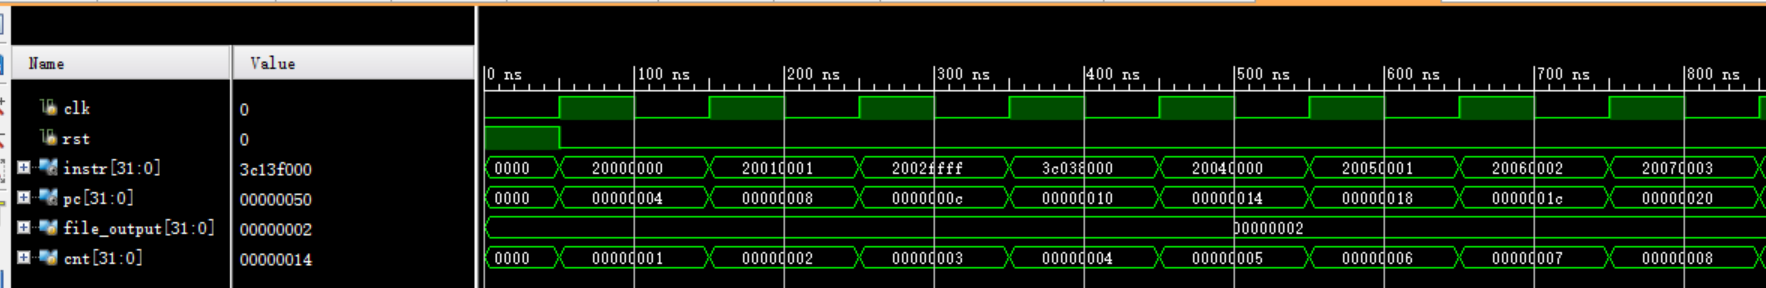 Name Value
0 ns 100 ns 200 ns 300 ns 400 ns 500 ns 600 ns 700 ns 800 ns
clk 0
rst 0
instr[31:0] 3c13f000 0000 20000000 20010001 2002ffff 3c038000 20040000 20050001 20060002 20070003
pc[31:0] 00000050 0000 00000004 00000008 0000000c 00000010 00000014 00000018 0000001c 00000020
file_output[31:0] 00000002 00000002
cnt[31:0] 00000014 0000 00000001 00000002 00000003 00000004 00000005 00000006 00000007 00000008